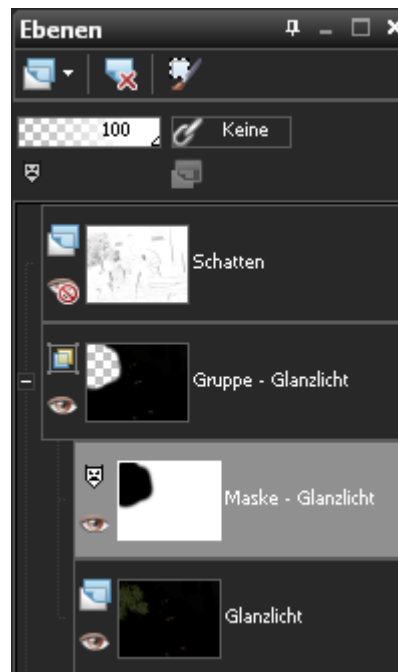 Ebenen
100
Keine
Schatten
Gruppe - Glanzlicht
Maske - Glanzlicht
Glanzlicht